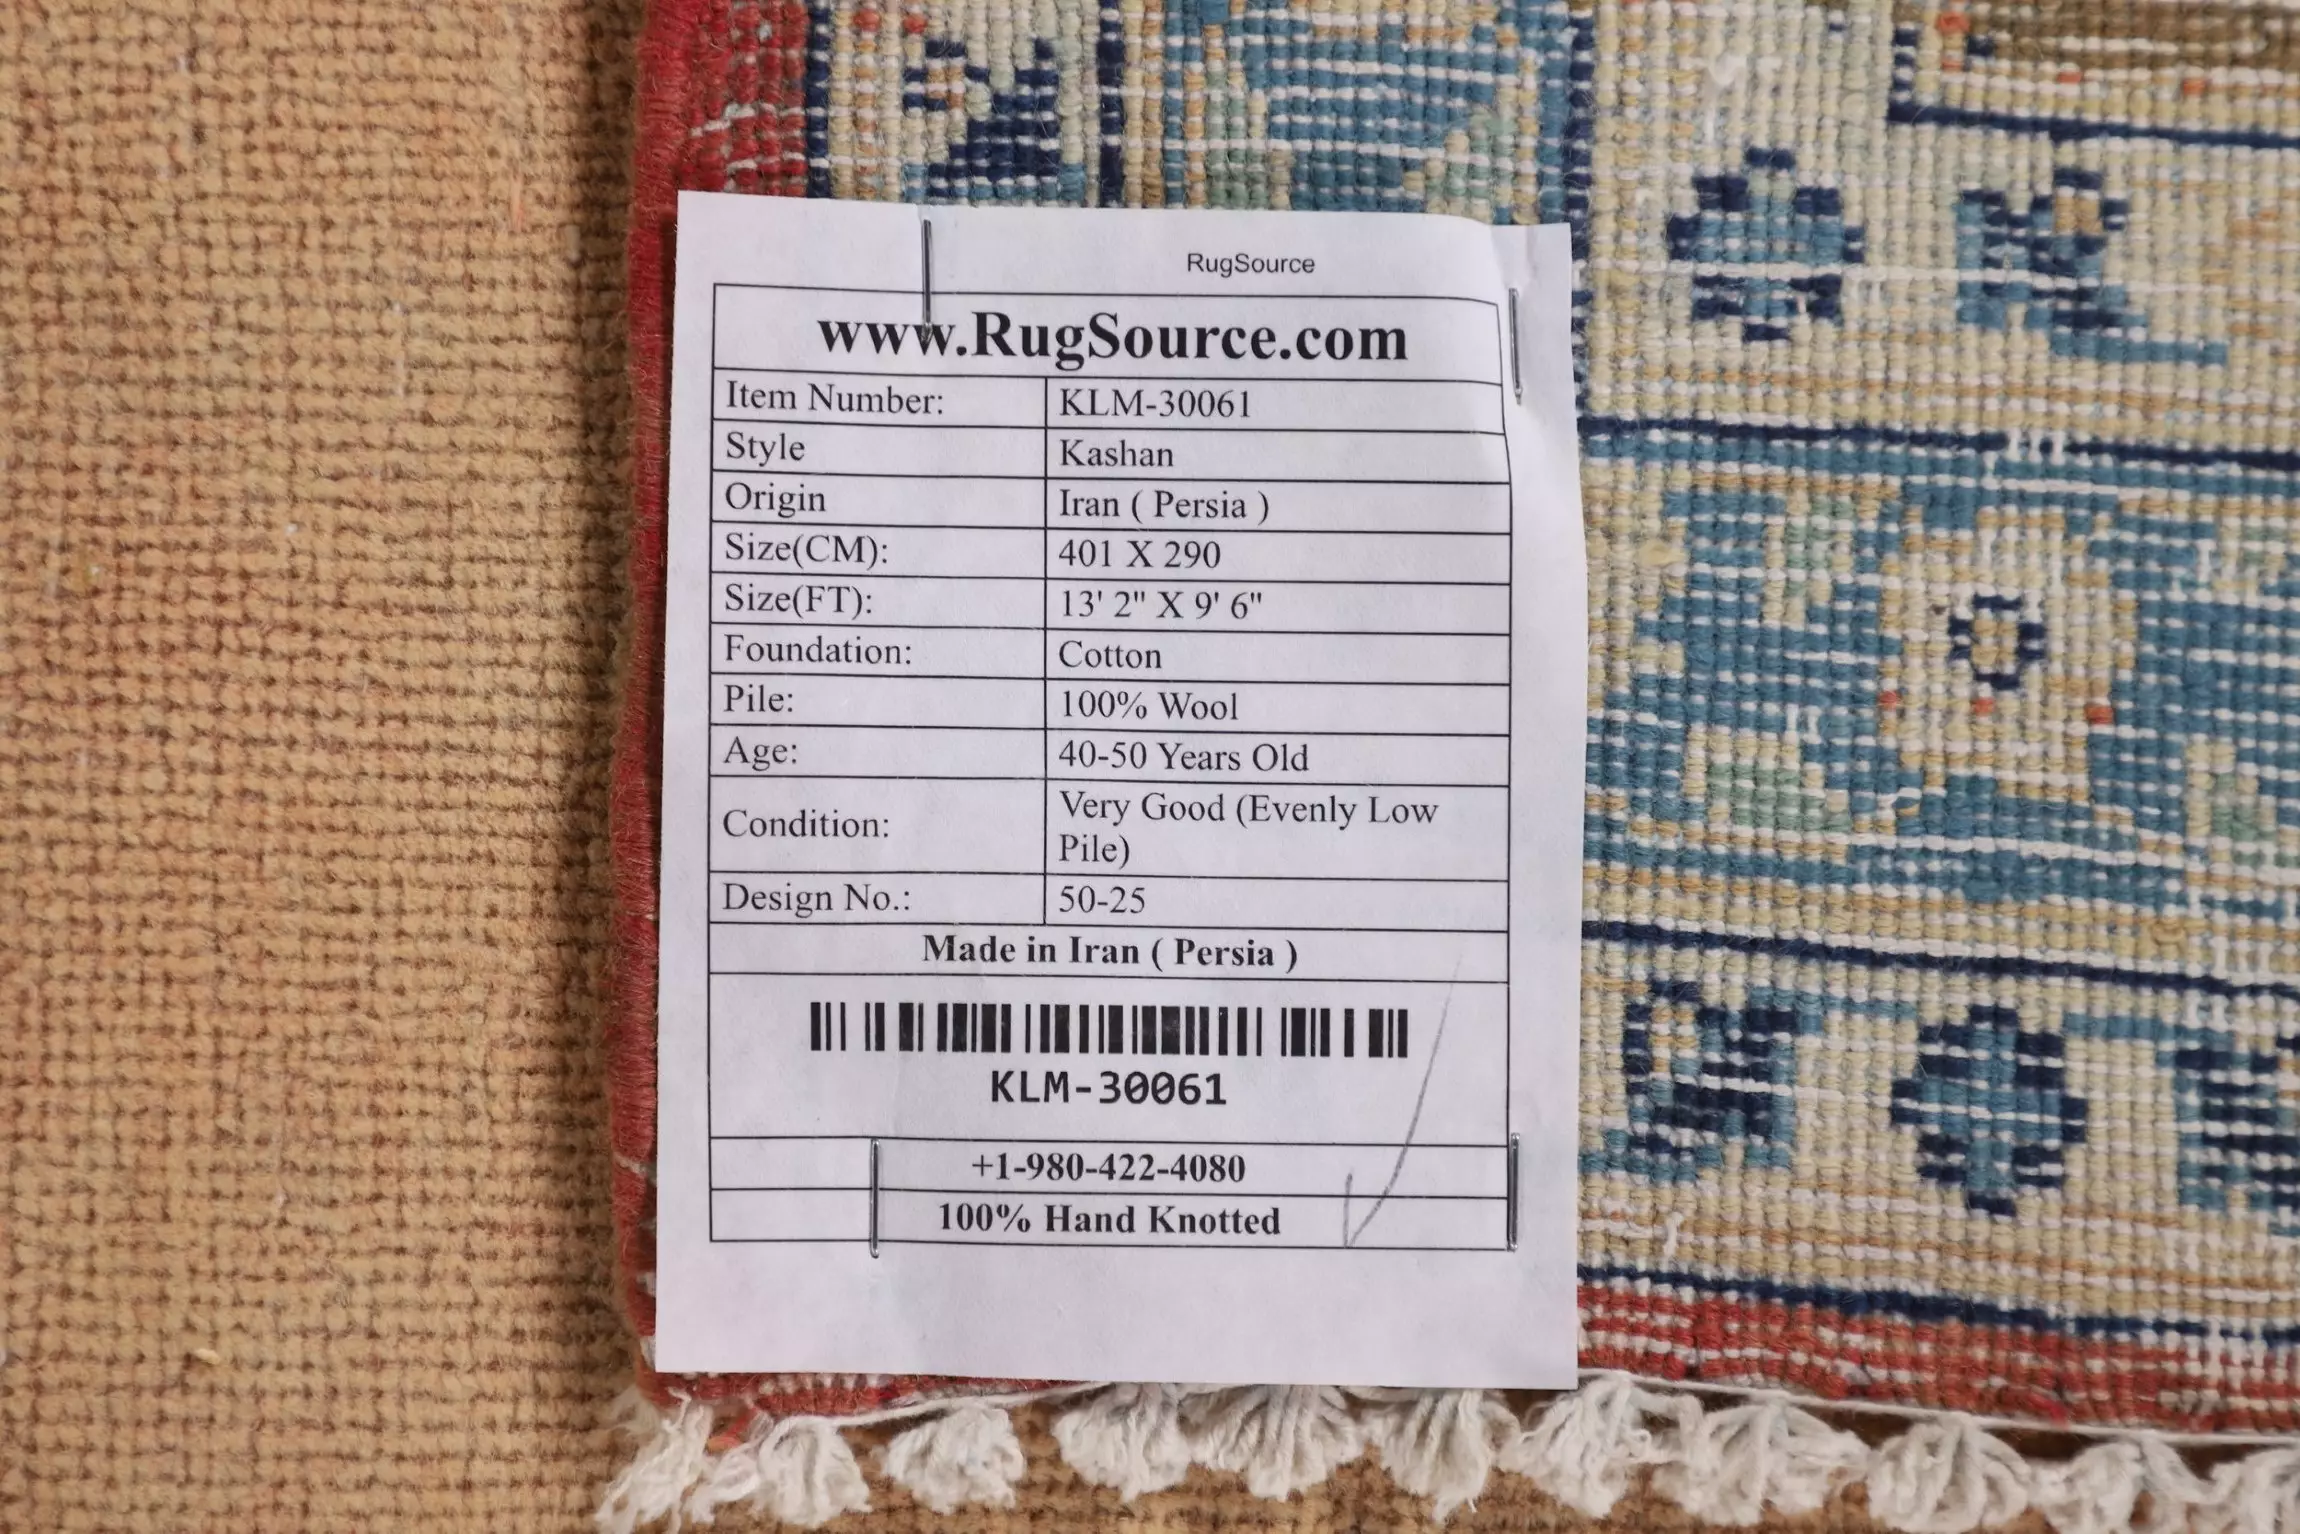 RugSource
www.RugSource.com
Item Number: KLM-30061
Style Kashan
Origin Iran ( Persia )
Size(CM): 401 X 290
Size(FT): 13' 2" X 9' 6"
Foundation: Cotton
Pile: 100% Wool
Age: 40-50 Years Old
Condition: Very Good (Evenly Low
Pile)
Design No.: 50-25
Made in Iran ( Persia )
KLM-30061
+1-980-422-4080
100% Hand Knotted